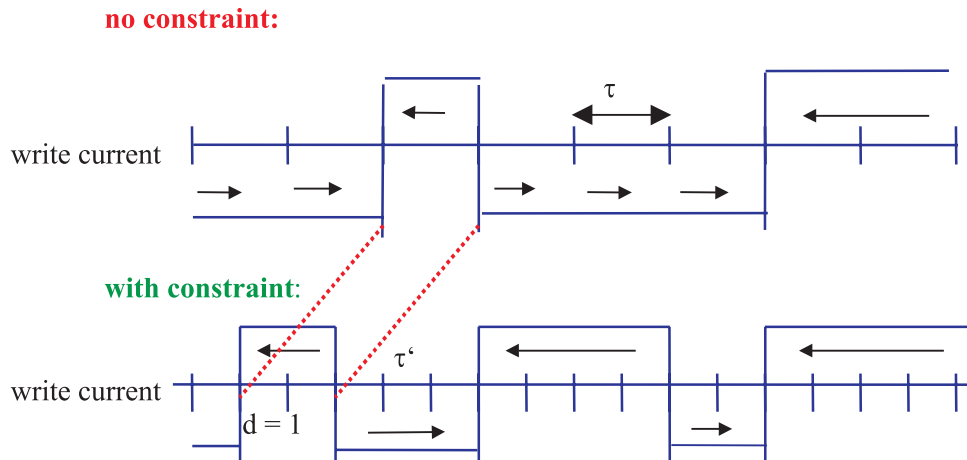 no constraint:
τ
write current
with constraint:
τ‘
write current
d = 1